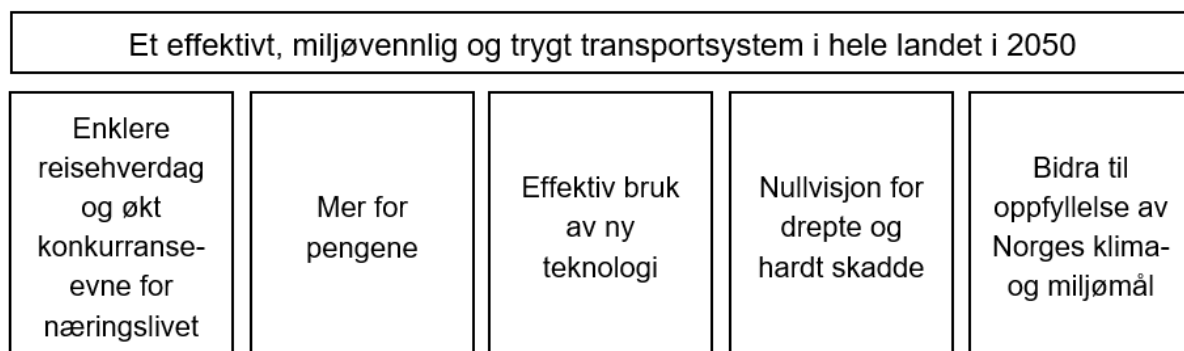 Et effektivt, miljøvennlig og trygt transportsystem i hele landet i 2050
Enklere
reisehverdag
og økt
konkurranse-
evne for
næringslivet
Mer for
pengene
Effektiv bruk
av ny
teknologi
Nullvisjon for
drepte og
hardt skadde
Bidra til
oppfyllelse av
Norges klima-
og miljømål